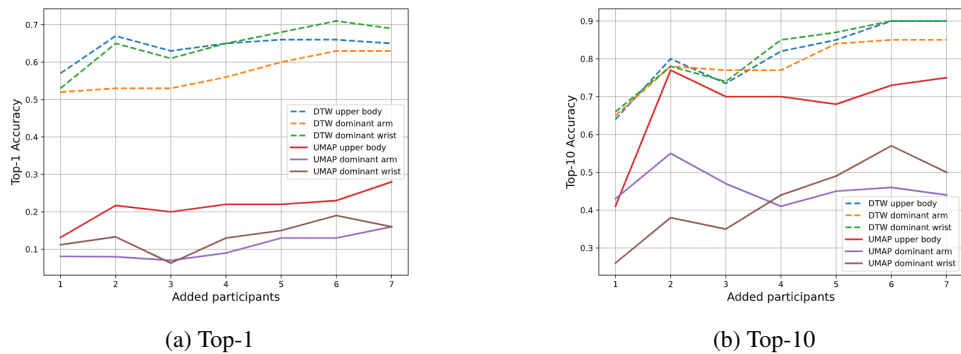 0.7
0.6
0.5
0.4
0.3
0.2
0.1
Top-1 Accuracy
DTW upper body
DTW dominant arm
DTW dominant wrist
UMAP upper body
UMAP dominant arm
UMAP dominant wrist
1 2 3 4 5 6 7
Added participants
(a) Top-1
0.9
0.8
0.7
0.6
0.5
0.4
0.3
Top-10 Accuracy
DTW upper body
DTW dominant arm
DTW dominant wrist
UMAP upper body
UMAP dominant arm
UMAP dominant wrist
1 2 3 4 5 6 7
Added participants
(b) Top-10